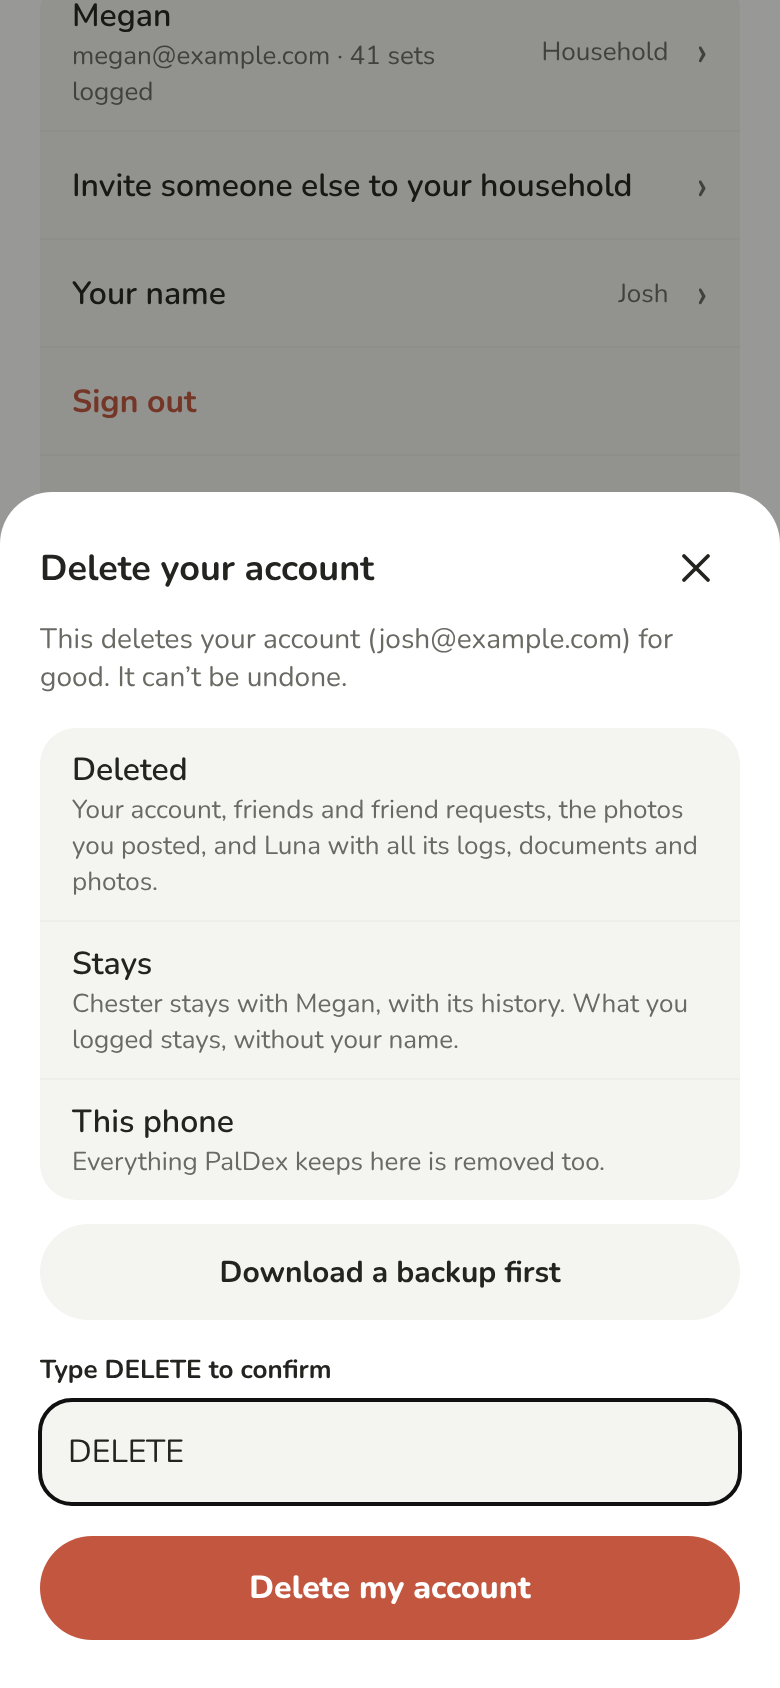 Megan
megan@example.com · 41 sets
logged
Household ›
Invite someone else to your household ›
Your name
Josh ›
Sign out
Delete your account
This deletes your account (josh@example.com) for
good. It can’t be undone.
Deleted
Your account, friends and friend requests, the photos
you posted, and Luna with all its logs, documents and
photos.
Stays
Chester stays with Megan, with its history. What you
logged stays, without your name.
This phone
Everything PalDex keeps here is removed too.
Download a backup first
Type DELETE to confirm
DELETE
Delete my account